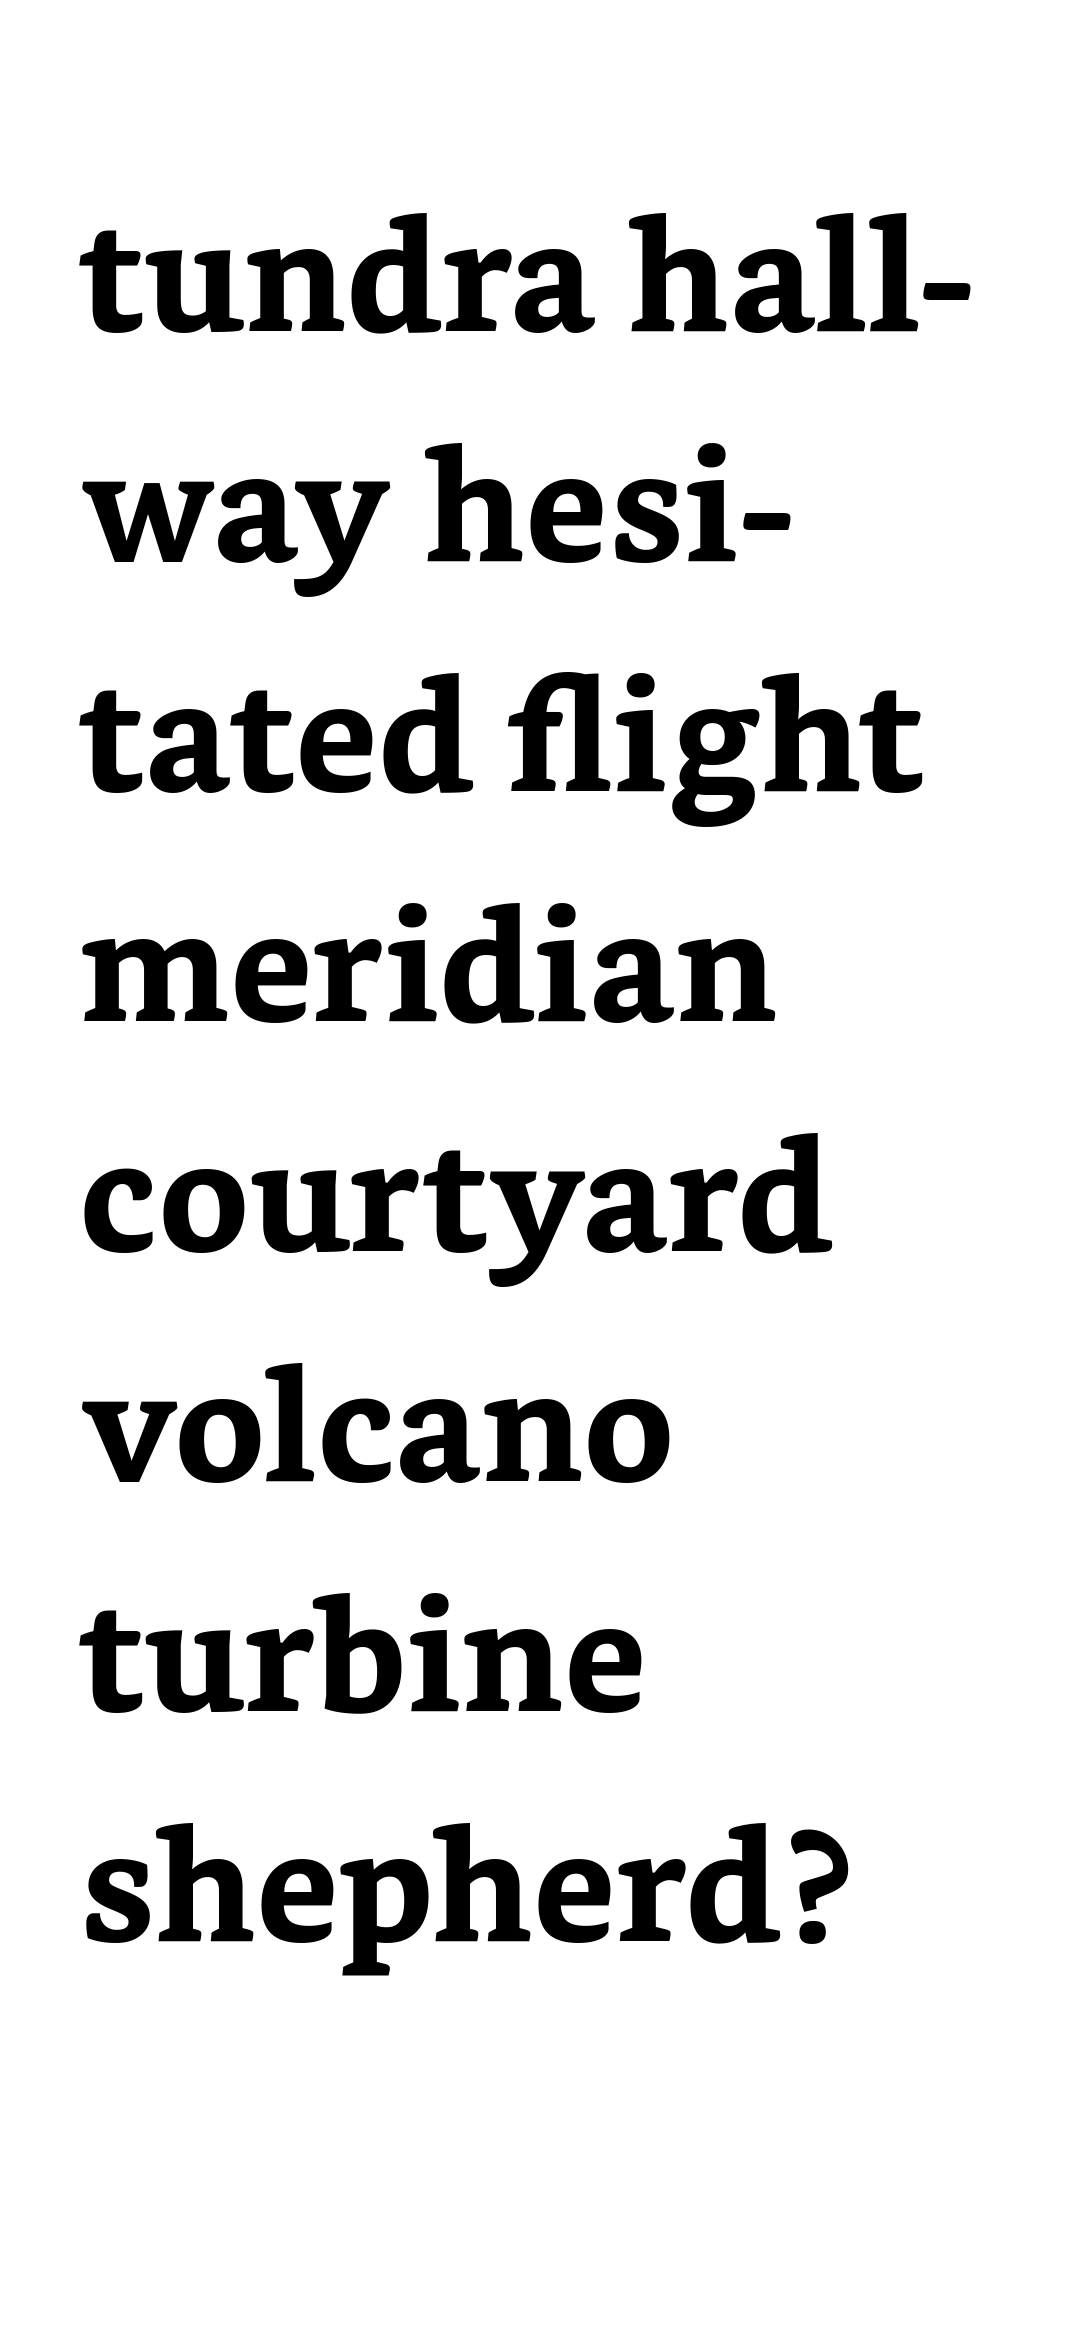 tundra hall-
way hesi-
tated flight
meridian
courtyard
volcano
turbine
shepherd?